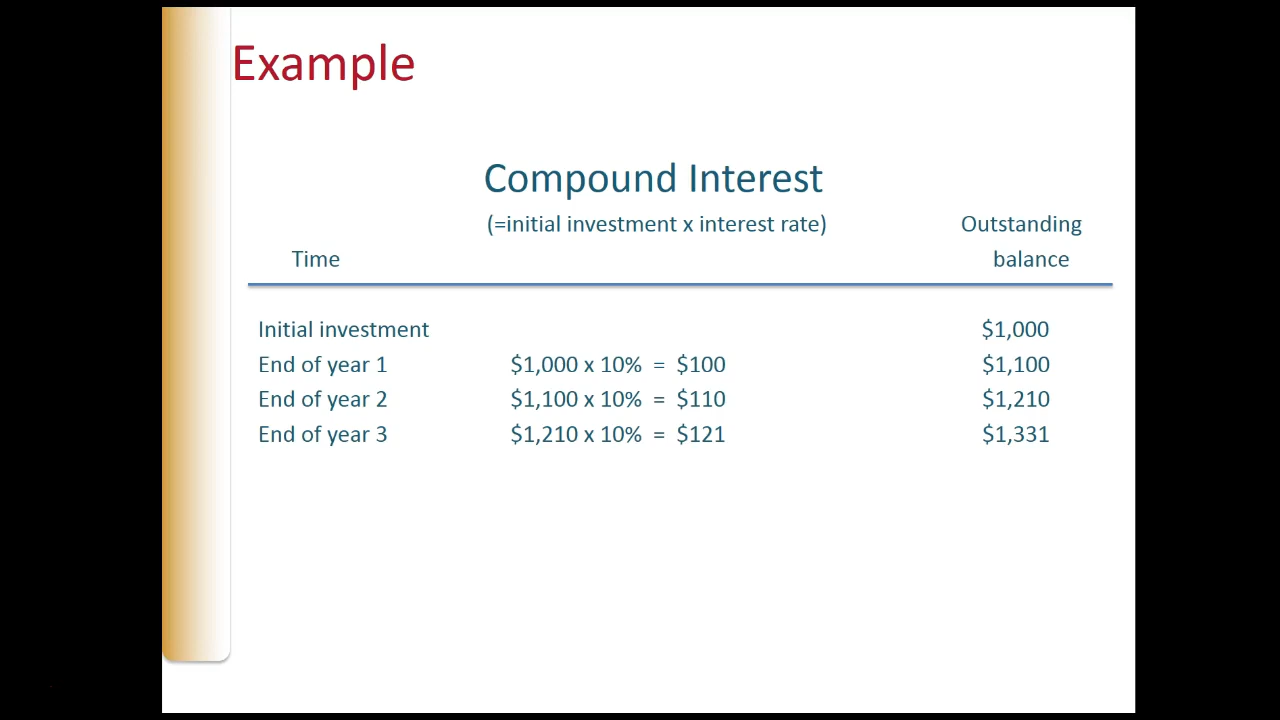 Example
Compound Interest
(=initial investment x interest rate) Outstanding
Time balance
Initial investment $1,000
End of year 1 $1,000 x 10% = $100 $1,100
End of year 2 $1,100 x 10% = $110 $1,210
End of year 3 $1,210 x 10% = $121 $1,331